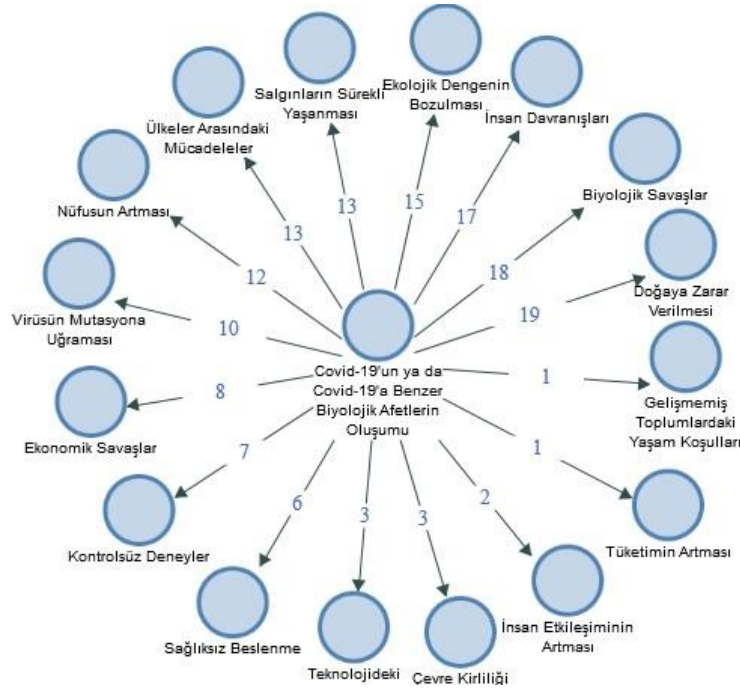 Salgınların Sürekli
Yaşanması
Ekolojik Dengenin
Bozulması
İnsan Davranışları
Ülkeler Arasındaki
Mücadeleler
Biyolojik Savaşlar
Nüfusun Artması
Doğaya Zarar
Verilmesi
Virüsün Mutasyona
Uğraması
Gelişmemiş
Toplumlardaki
Yaşam Koşulları
Ekonomik Savaşlar
Kontrolsüz Deneyler
Tüketimin Artması
Sağlıksız Beslenme
Teknolojideki
Çevre Kirliliği
İnsan Etkileşiminin
Artması
Covid-19'un ya da
Covid-19'a Benzer
Biyolojik Afetlerin
Oluşumu
13
13
15
17
12
18
10
19
8
1
7
1
6
3
3
2